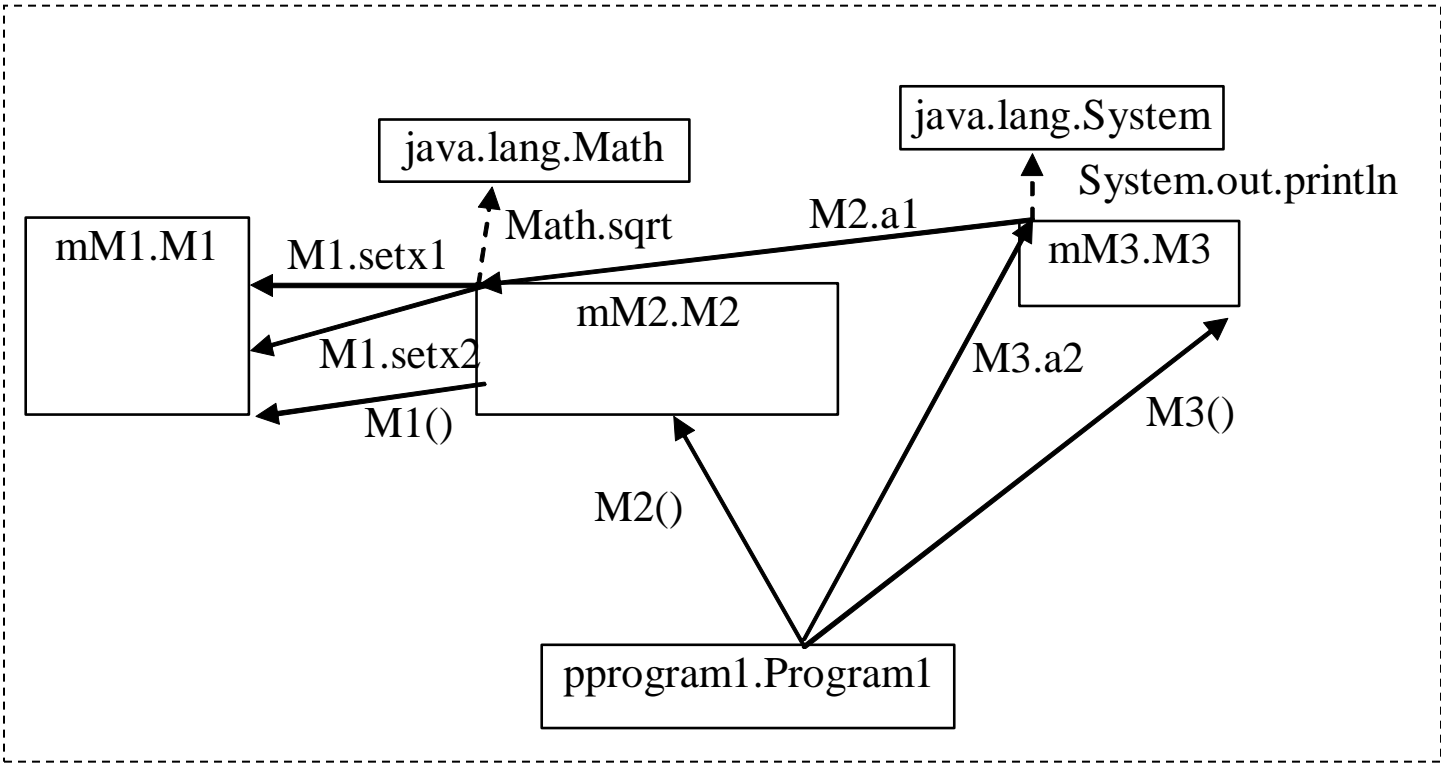 java.lang.System
java.lang.Math
System.out.println
M2.a1
Math.sqrt
mM1.M1
M1.setx1
mM3.M3
mM2.M2
M1.setx2
M3.a2
M1()
M3()
M2()
pprogram1.Program1